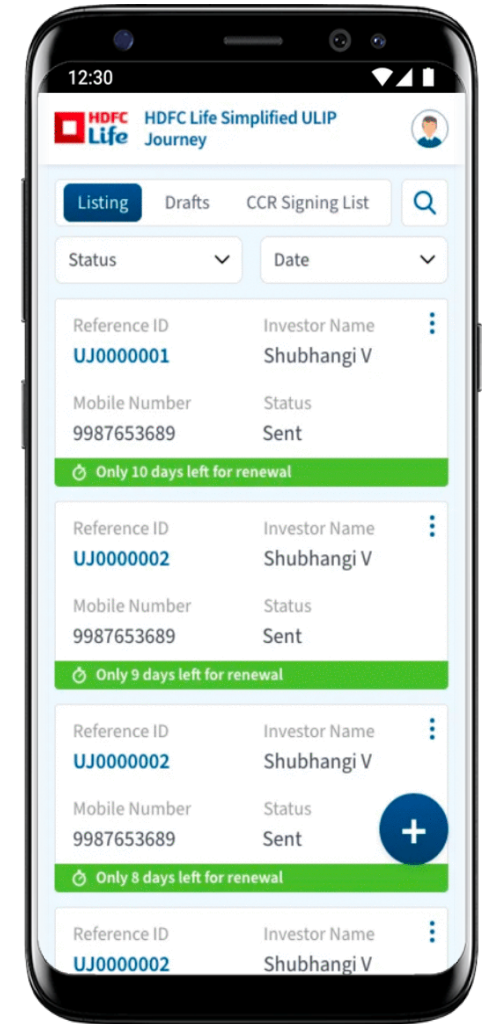 12:30
HDFC Life
HDFC Life Simplified ULIP
Journey
Listing Drafts CCR Signing List
Status Date
Reference ID Investor Name
UJ0000001 Shubhangi V
Mobile Number Status
9987653689 Sent
Only 10 days left for renewal
Reference ID Investor Name
UJ0000002 Shubhangi V
Mobile Number Status
9987653689 Sent
Only 9 days left for renewal
Reference ID Investor Name
UJ0000002 Shubhangi V
Mobile Number Status
9987653689 Sent
+
Only 8 days left for renewal
Reference ID Investor Name
UJ0000002 Shubhangi V